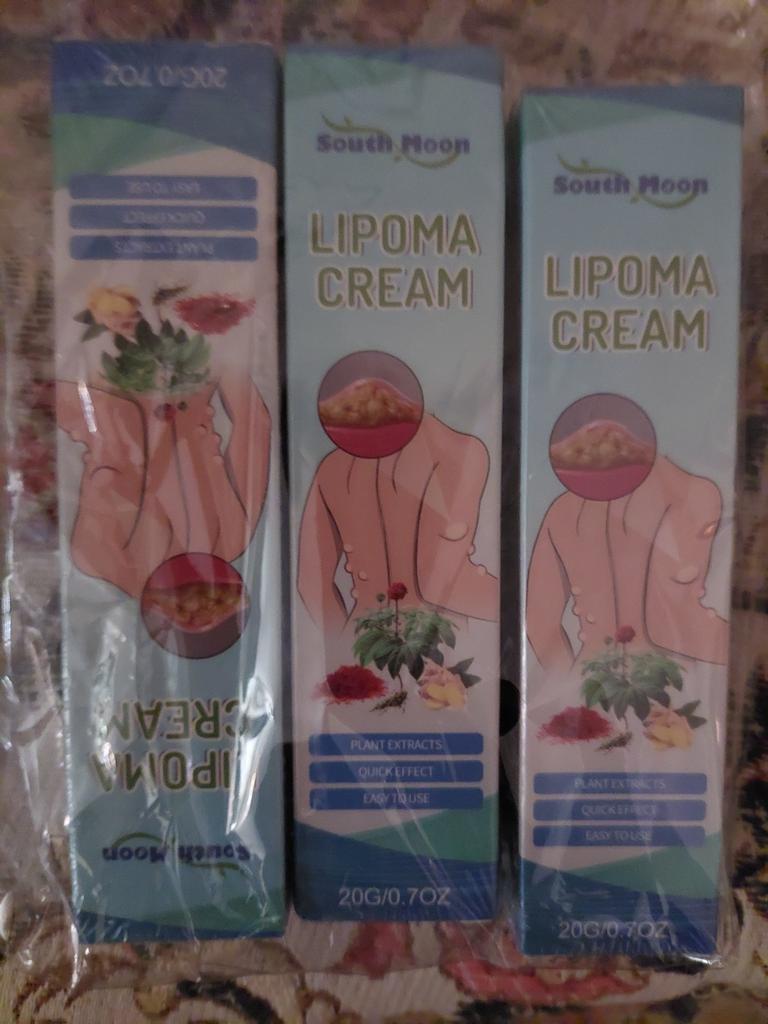 20G/0.7OZ
EASY TO USE
QUICK EFFECT
PLANT EXTRACTS
LIPOMA
CREAM
South Moon
South Moon
LIPOMA
CREAM
PLANT EXTRACTS
QUICK EFFECT
EASY TO USE
20G/0.7OZ
South Moon
LIPOMA
CREAM
PLANT EXTRACTS
QUICK EFFECT
EASY TO USE
20G/0.7OZ